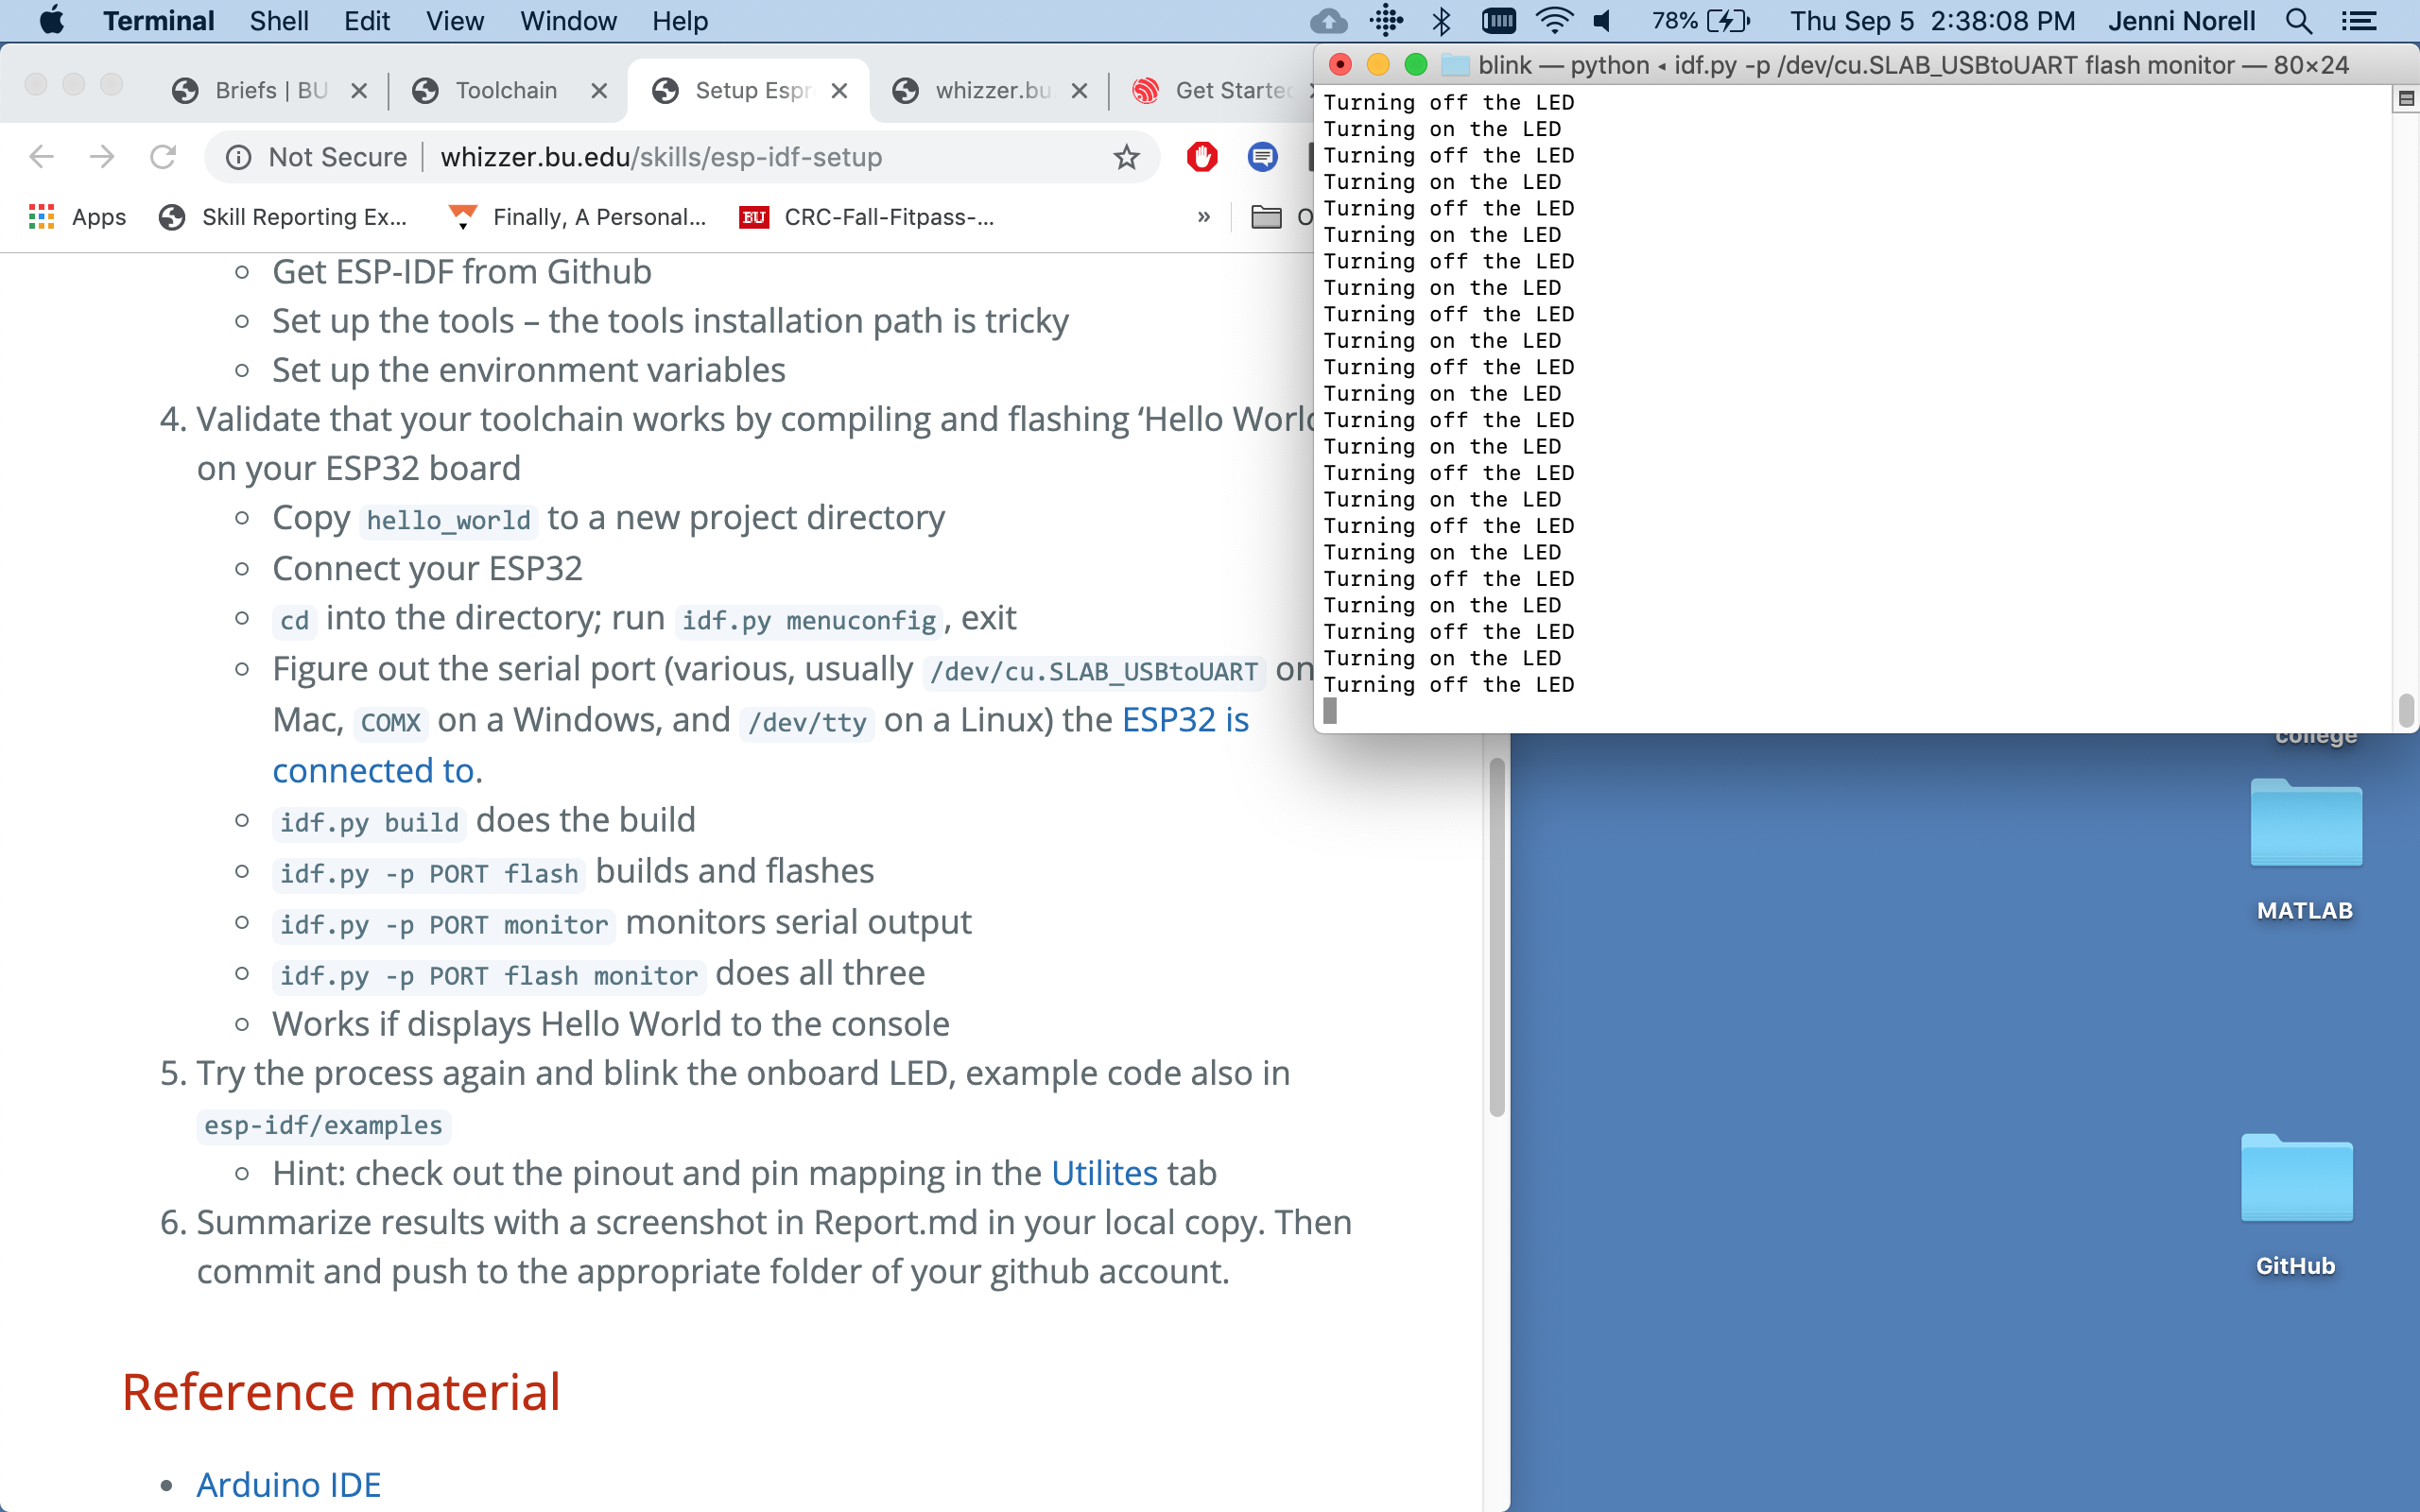 Terminal Shell Edit View Window Help 78% Thu Sep 5 2:38:08 PM Jenni Norell
Briefs | BU Toolchain Setup Espr whizzer.bu Get Started
Not Secure whizzer.bu.edu/skills/esp-idf-setup
Apps Skill Reporting Ex... Finally, A Personal... BU CRC-Fall-Fitpass-... » O
Get ESP-IDF from Github
Set up the tools – the tools installation path is tricky
Set up the environment variables
4. Validate that your toolchain works by compiling and flashing ‘Hello World
on your ESP32 board
Copy hello_world to a new project directory
Connect your ESP32
cd into the directory; run idf.py menuconfig, exit
Figure out the serial port (various, usually /dev/cu.SLAB_USBtoUART on
Mac, COMX on a Windows, and /dev/tty on a Linux) the ESP32 is
connected to.
idf.py build does the build
idf.py -p PORT flash builds and flashes
idf.py -p PORT monitor monitors serial output
idf.py -p PORT flash monitor does all three
Works if displays Hello World to the console
5. Try the process again and blink the onboard LED, example code also in
esp-idf/examples
Hint: check out the pinout and pin mapping in the Utilites tab
6. Summarize results with a screenshot in Report.md in your local copy. Then
commit and push to the appropriate folder of your github account.
Reference material
Arduino IDE
blink — python ◂ idf.py -p /dev/cu.SLAB_USBtoUART flash monitor — 80×24
Turning off the LED
Turning on the LED
Turning off the LED
Turning on the LED
Turning off the LED
Turning on the LED
Turning off the LED
Turning on the LED
Turning off the LED
Turning on the LED
Turning off the LED
Turning on the LED
Turning off the LED
Turning on the LED
Turning off the LED
Turning on the LED
Turning off the LED
Turning on the LED
Turning off the LED
Turning on the LED
Turning off the LED
Turning on the LED
Turning off the LED
college
MATLAB
GitHub